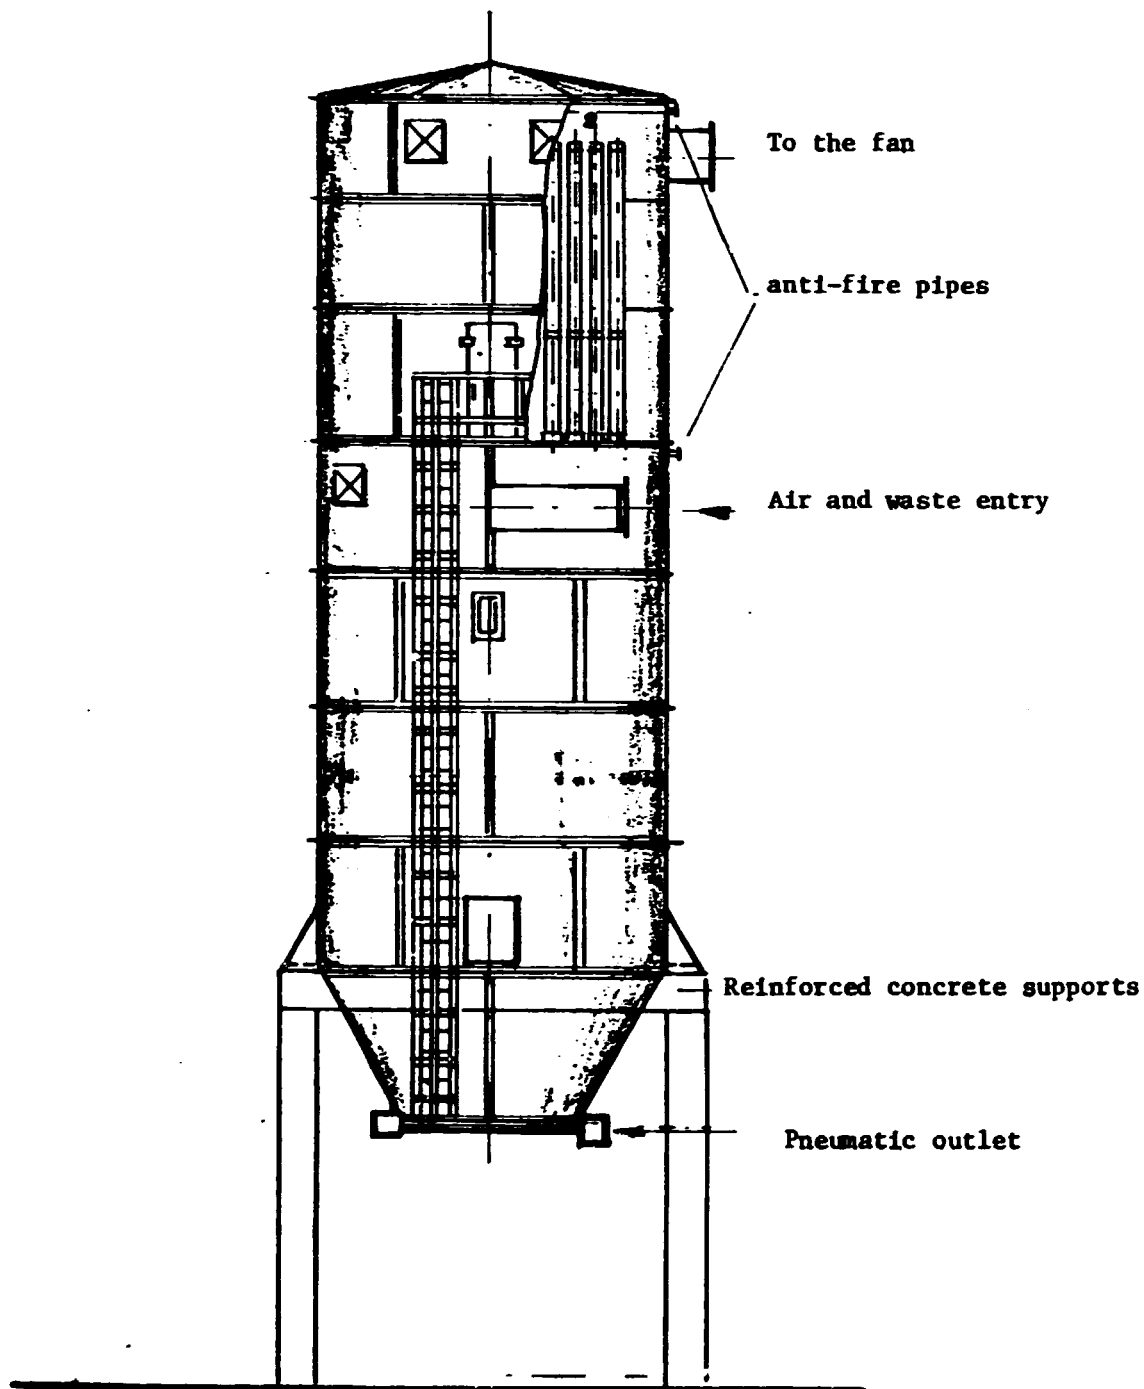 To the fan
anti-fire pipes
Air and waste entry
Reinforced concrete supports
Pneumatic outlet